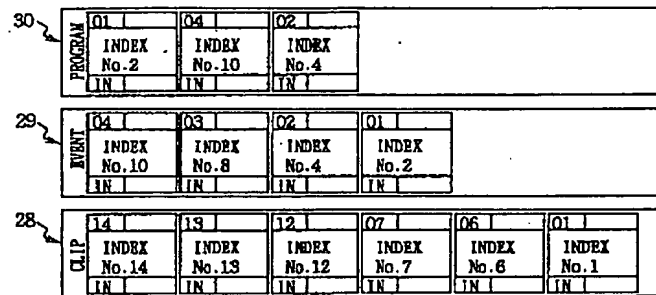 30
PROGRAM
01 04 02
INDEX INDEX INDEX
No.2 No.10 No.4
IN IN IN
29
EVENT
04 03 02 01
INDEX INDEX INDEX INDEX
No.10 No.8 No.4 No.2
IN IN IN IN
28
CLIP
14 13 12 07 06 01
INDEX INDEX INDEX INDEX INDEX INDEX
No.14 No.13 No.12 No.7 No.6 No.1
IN IN IN IN IN IN